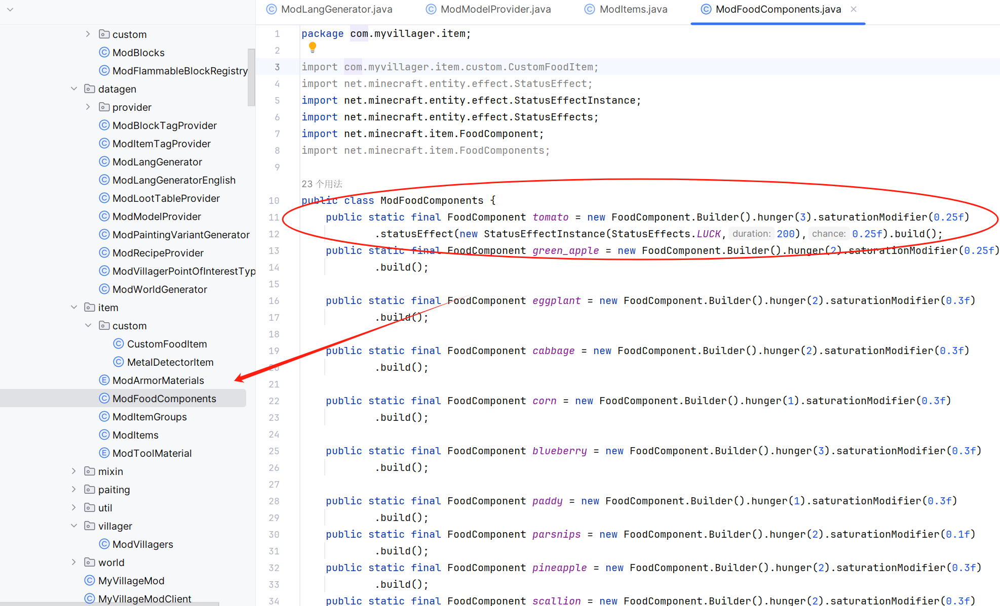 ModLangGenerator.java
ModModelProvider.java
ModItems.java
ModFoodComponents.java
custom
ModBlocks
ModFlammableBlockRegistry
datagen
provider
ModBlockTagProvider
ModItemTagProvider
ModLangGenerator
ModLangGeneratorEnglish
ModLootTableProvider
ModModelProvider
ModPaintingVariantGenerator
ModRecipeProvider
ModVillagerPointOfInterestTyp
ModWorldGenerator
item
custom
CustomFoodItem
MetalDetectorItem
ModArmorMaterials
ModFoodComponents
ModItemGroups
ModItems
ModToolMaterial
mixin
paiting
util
villager
ModVillagers
world
MyVillageMod
MyVillageModClient
1 package com.myvillager.item;
2
3 import com.myvillager.item.custom.CustomFoodItem;
4 import net.minecraft.entity.effect.StatusEffect;
5 import net.minecraft.entity.effect.StatusEffectInstance;
6 import net.minecraft.entity.effect.StatusEffects;
7 import net.minecraft.item.FoodComponent;
8 import net.minecraft.item.FoodComponents;
9
23 个用法
10 public class ModFoodComponents {
11 public static final FoodComponent tomato = new FoodComponent.Builder().hunger(3).saturationModifier(0.25f)
12 .statusEffect(new StatusEffectInstance(StatusEffects.LUCK, duration: 200), chance: 0.25f).build();
13 public static final FoodComponent green_apple = new FoodComponent.Builder().hunger(2).saturationModifier(0.25f)
14 .build();
15
16 public static final FoodComponent eggplant = new FoodComponent.Builder().hunger(2).saturationModifier(0.3f)
17 .build();
18
19 public static final FoodComponent cabbage = new FoodComponent.Builder().hunger(2).saturationModifier(0.3f)
20 .build();
21
22 public static final FoodComponent corn = new FoodComponent.Builder().hunger(1).saturationModifier(0.3f)
23 .build();
24
25 public static final FoodComponent blueberry = new FoodComponent.Builder().hunger(3).saturationModifier(0.3f)
26 .build();
27
28 public static final FoodComponent paddy = new FoodComponent.Builder().hunger(1).saturationModifier(0.3f)
29 .build();
30 public static final FoodComponent parsnips = new FoodComponent.Builder().hunger(2).saturationModifier(0.1f)
31 .build();
32 public static final FoodComponent pineapple = new FoodComponent.Builder().hunger(2).saturationModifier(0.3f)
33 .build();
34 public static final FoodComponent scallion = new FoodComponent.Builder().hunger(2).saturationModifier(0.3f)